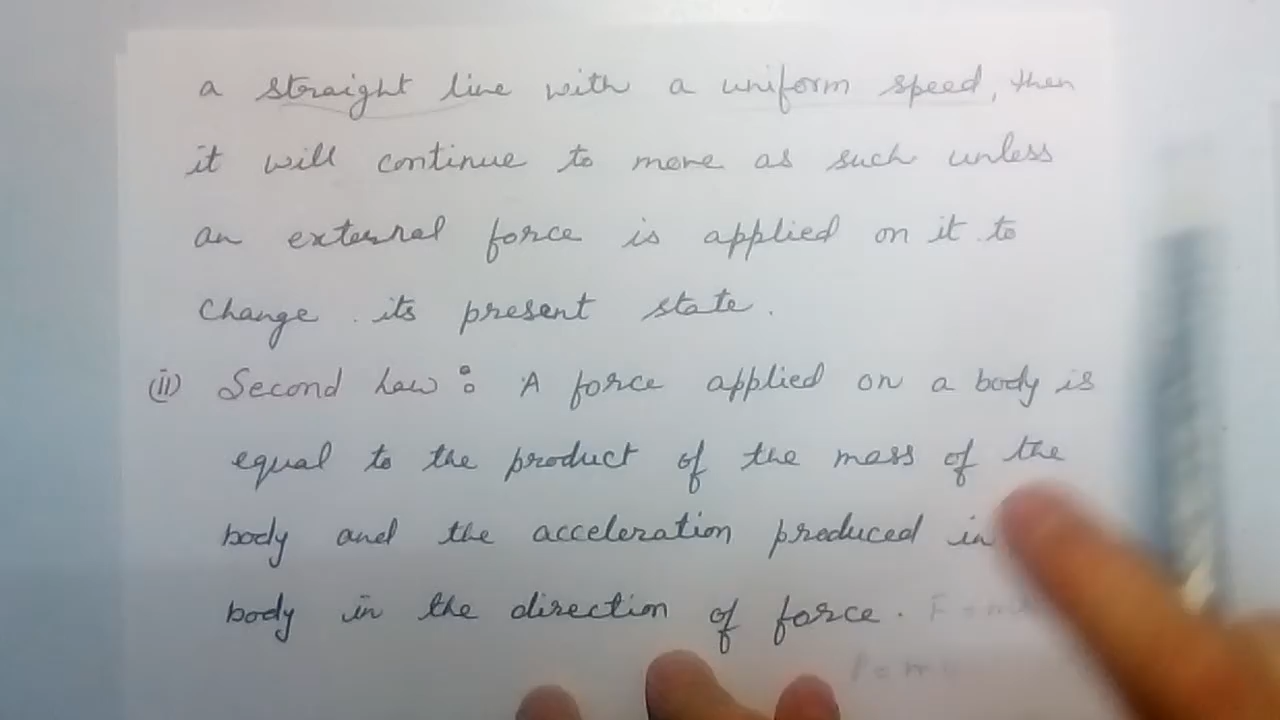 a straight line with a uniform speed, then
it will continue to move as such unless
an external force is applied on it to
change its present state.
(ii) Second Law : A force applied on a body is
equal to the product of the mass of the
body and the acceleration produced in
body in the direction of force.